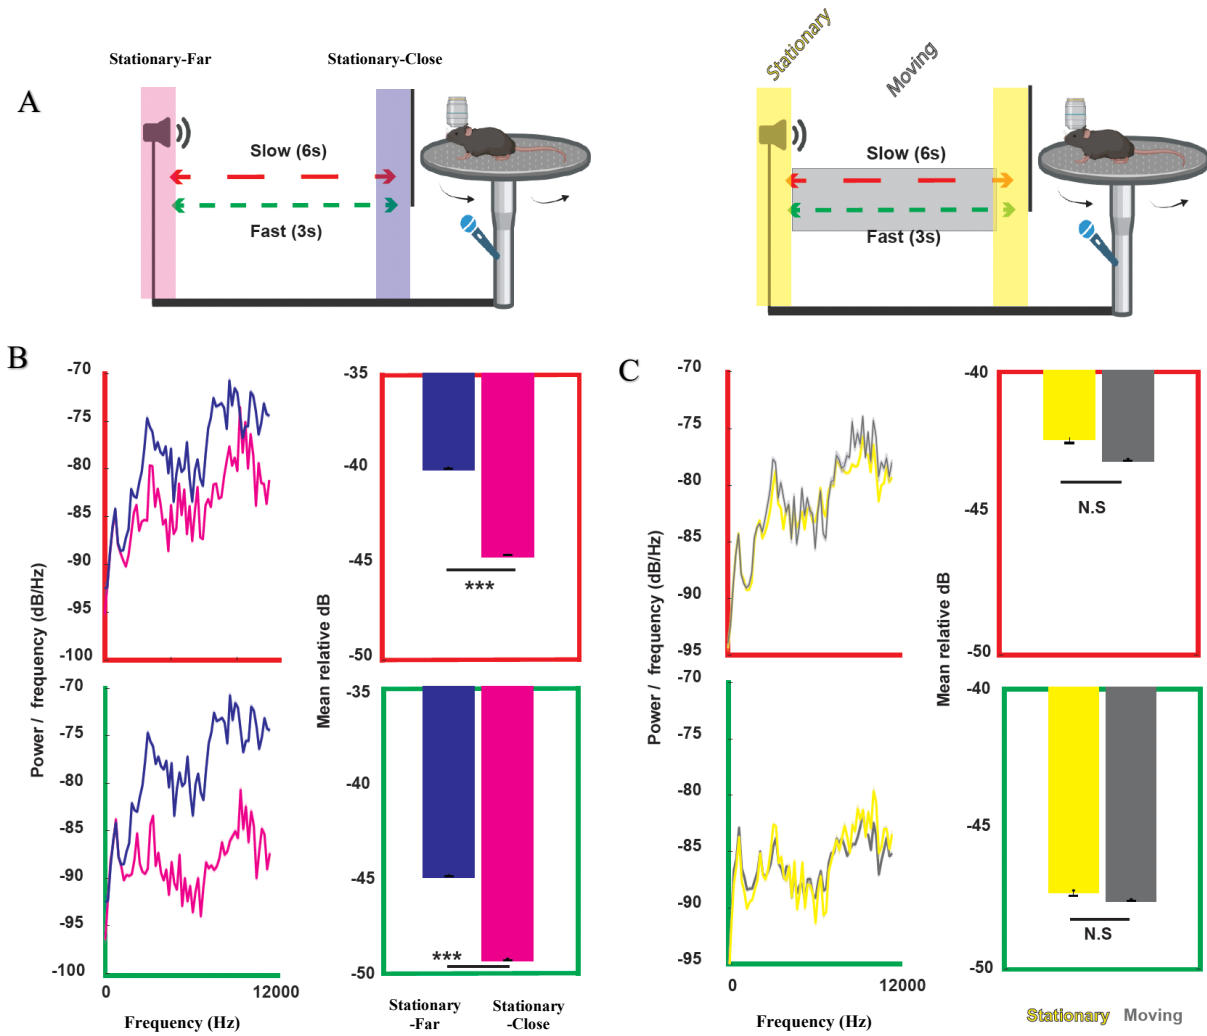 A
Stationary-Far
Stationary-Close
Slow (6s)
Fast (3s)
Stationary
Moving
Slow (6s)
Fast (3s)
B
Power / frequency (dB/Hz)
-70
-75
-80
-85
-90
-95
-100
-70
-75
-80
-85
-90
-95
-100
0
12000
Frequency (Hz)
Mean relative dB
-35
-40
-45
-50
***
-35
-40
-45
-50
***
Stationary
-Far
Stationary
-Close
C
Power / frequency (dB/Hz)
-70
-75
-80
-85
-90
-95
-70
-80
-85
-90
-95
0
12000
Frequency (Hz)
Mean relative dB
-40
-45
-50
N.S
-40
-45
-50
N.S
Stationary
Moving